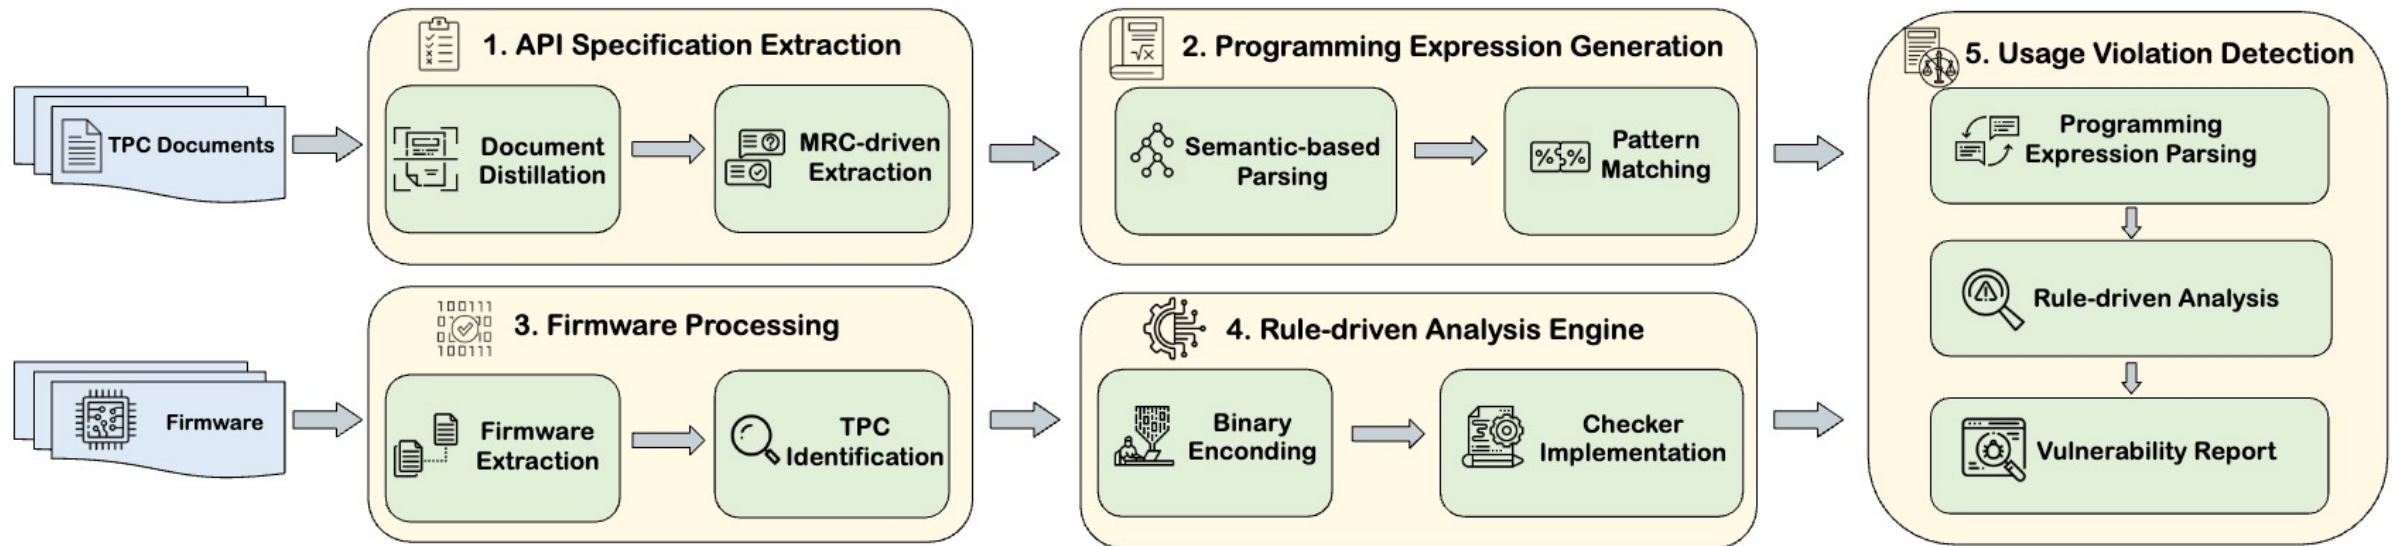 TPC Documents
1. API Specification Extraction
Document
Distillation
MRC-driven
Extraction
2. Programming Expression Generation
√x
Semantic-based
Parsing
%
%
Pattern
Matching
Firmware
3. Firmware Processing
100111
100111
Firmware
Extraction
TPC
Identification
4. Rule-driven Analysis Engine
Binary
Enconding
Checker
Implementation
5. Usage Violation Detection
Programming
Expression Parsing
Rule-driven Analysis
Vulnerability Report